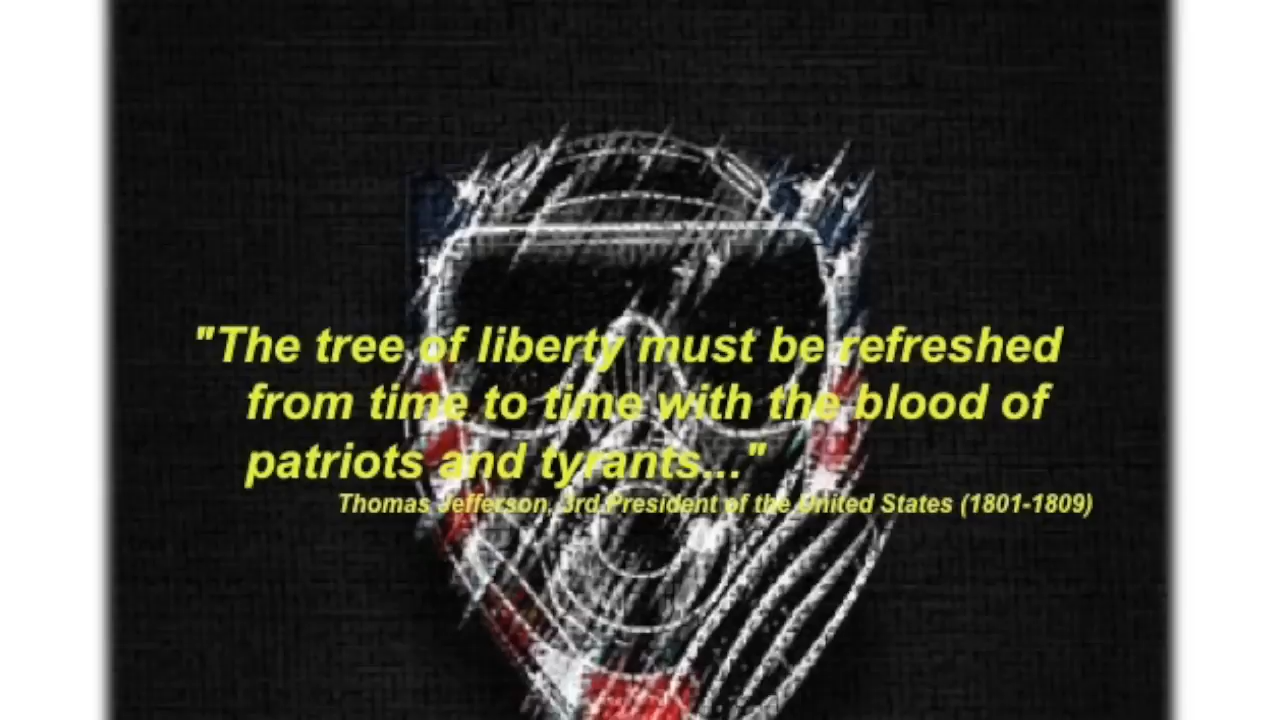 "The tree of liberty must be refreshed
from time to time with the blood of
patriots and tyrants..."
Thomas Jefferson, 3rd President of the United States (1801-1809)